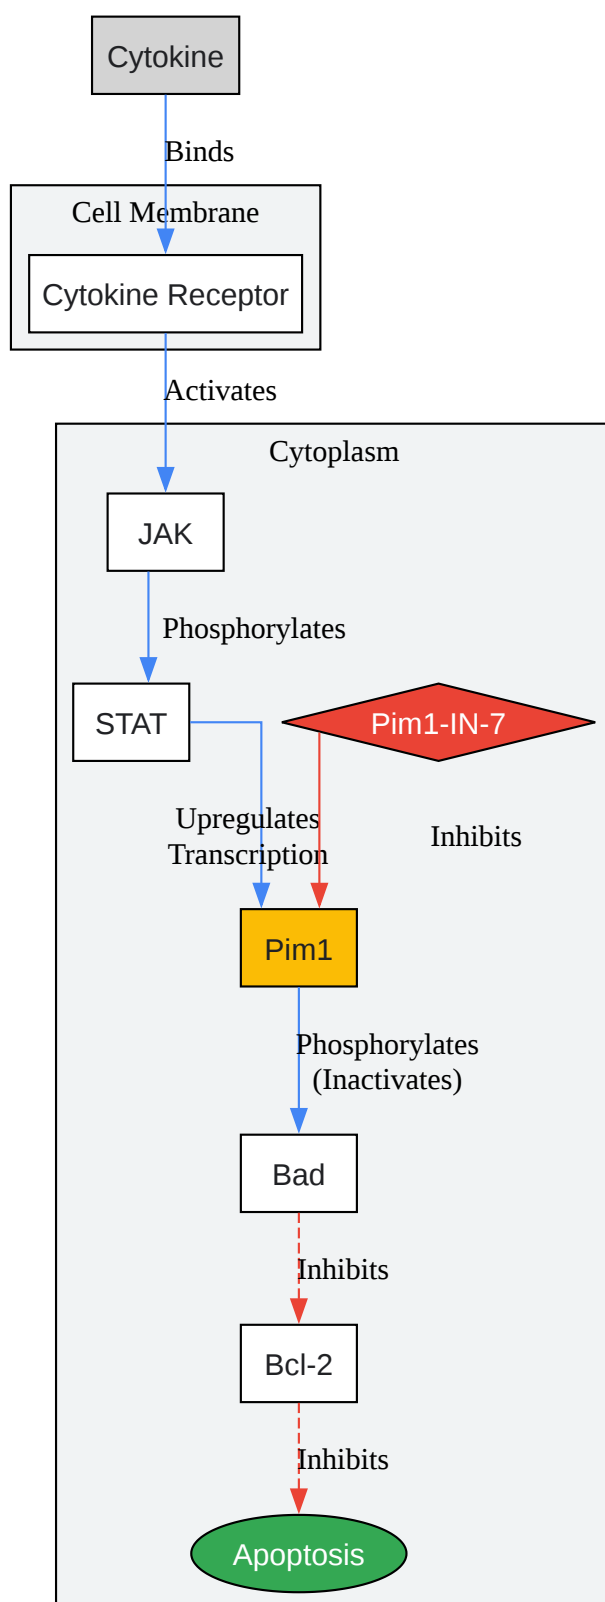 Cytokine
Binds
Cell Membrane
Cytokine Receptor
Activates
Cytoplasm
JAK
Phosphorylates
STAT
Pim1-IN-7
Upregulates
Transcription
Inhibits
Pim1
Phosphorylates
(Inactivates)
Bad
Inhibits
Bcl-2
Inhibits
Apoptosis